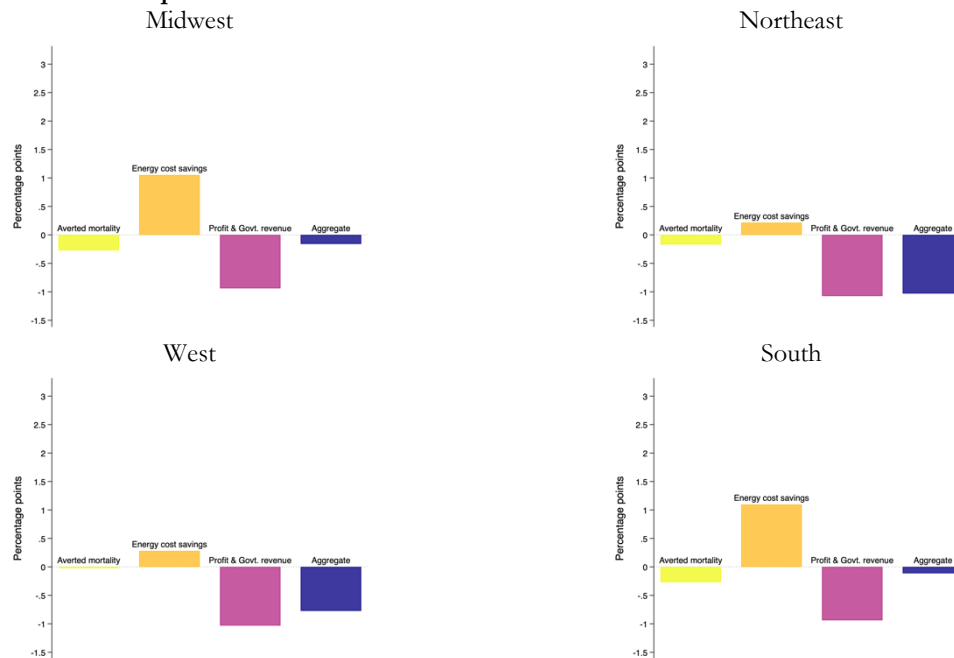 Midwest
Percentage points
3
2.5
2
1.5
1
.5
0
-.5
-1
-1.5
Energy cost savings
Averted mortality
Profit & Govt. revenue
Aggregate
Northeast
Percentage points
3
2.5
2
1.5
1
.5
0
-.5
-1
-1.5
Energy cost savings
Averted mortality
Profit & Govt. revenue
Aggregate
West
Percentage points
3
2.5
2
1.5
1
.5
0
-.5
-1
-1.5
Energy cost savings
Averted mortality
Profit & Govt. revenue
Aggregate
South
Percentage points
3
2.5
2
1.5
1
.5
0
-.5
-1
-1.5
Energy cost savings
Averted mortality
Profit & Govt. revenue
Aggregate